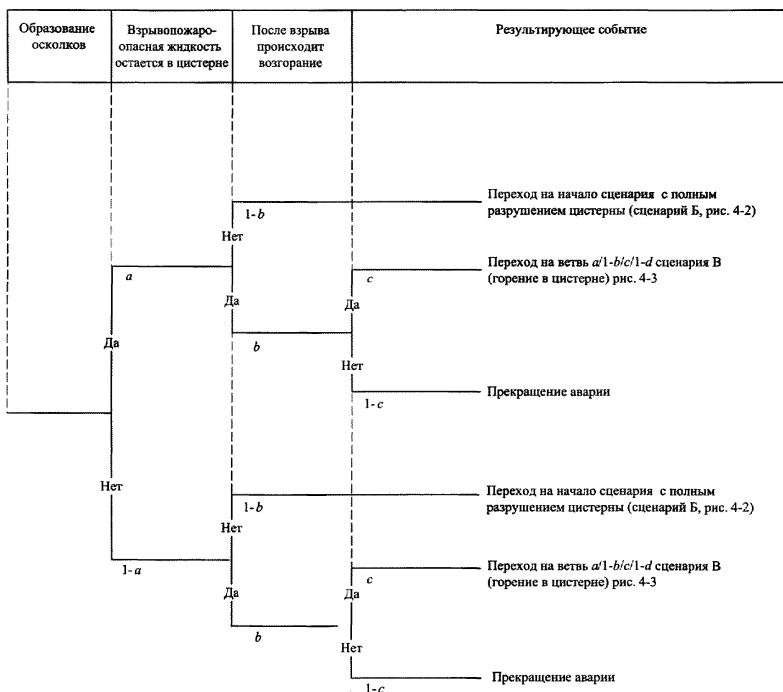 Образование
осколков
Взрывопожаро-
опасная жидкость
остается в цистерне
После взрыва
происходит
возгорание
Результирующее событие
1-b
Переход на начало сценария с полным
разрушением цистерны (сценарий Б, рис. 4-2)
Нет
a
c
Переход на ветвь a/1-b/c/1-d сценария В
(горение в цистерне) рис. 4-3
Да
Да
Да
b
Нет
1-c
Прекращение аварии
Нет
1-b
Переход на начало сценария с полным
разрушением цистерны (сценарий Б, рис. 4-2)
Нет
1-a
c
Переход на ветвь a/1-b/c/1-d сценария В
(горение в цистерне) рис. 4-3
Да
Да
b
Нет
1-c
Прекращение аварии